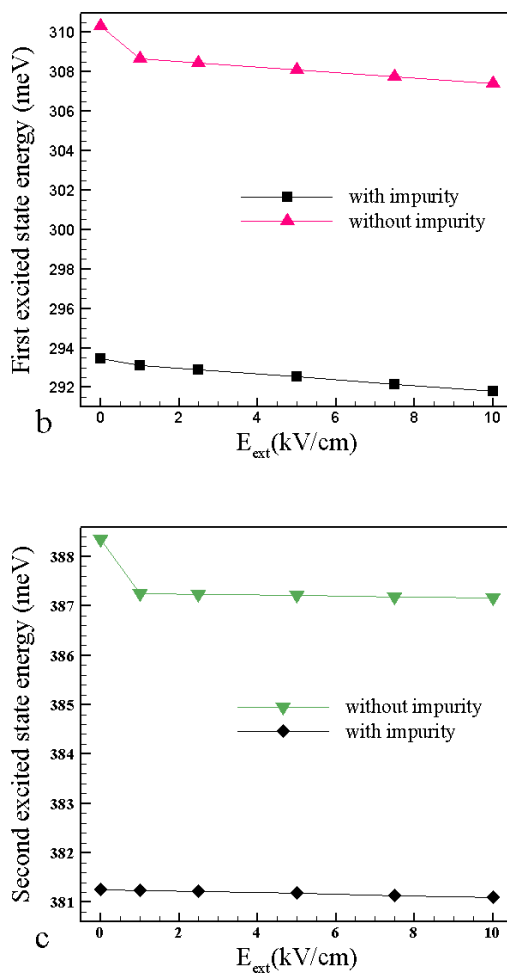 310
308
306
304
302
300
298
296
294
292
First excited state energy (meV)
with impurity
without impurity
0 2 4 6 8 10
b
E_ext(kV/cm)
388
387
386
385
384
383
382
381
Second excited state energy (meV)
without impurity
with impurity
0 2 4 6 8 10
c
E_ext(kV/cm)